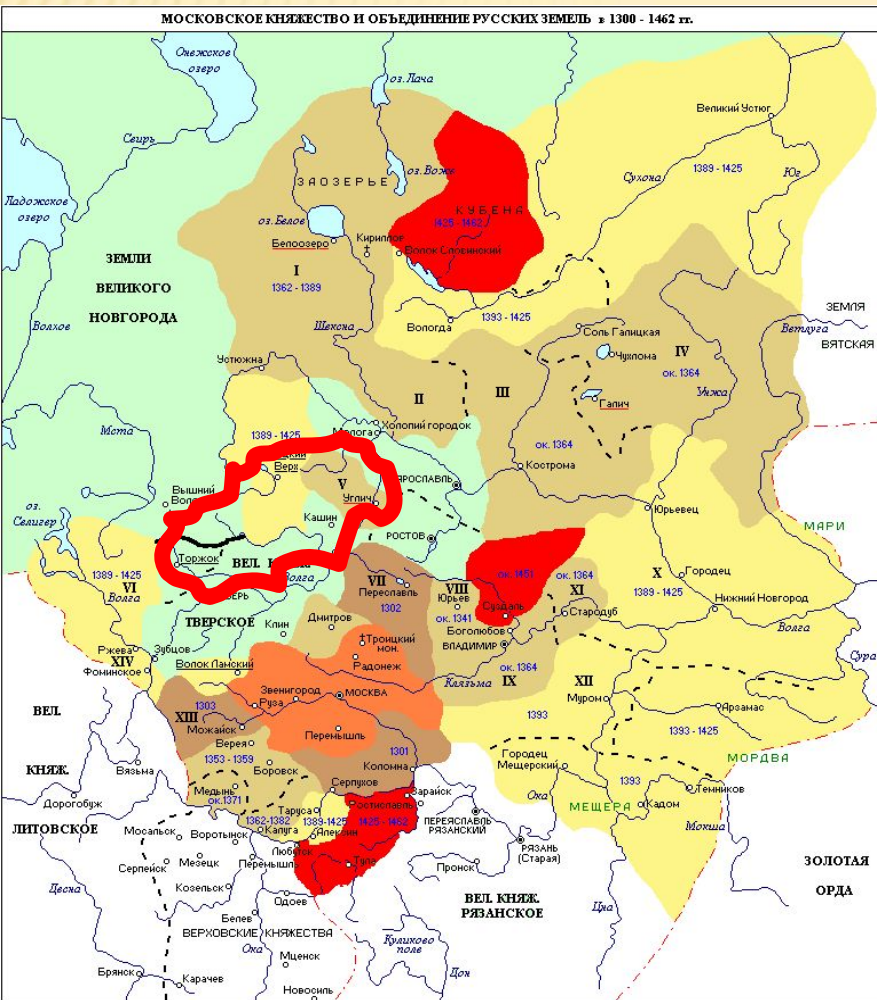 МОСКОВСКОЕ КНЯЖЕСТВО И ОБЪЕДИНЕНИЕ РУССКИХ ЗЕМЕЛЬ в 1300 - 1462 гг.
Онежское
озеро
оз. Лача
Великий Устюг
Свирь
Сухона
1389 - 1425
Юг
Ладожское
озеро
ЗАОЗЕРЬЕ
оз. Воже
КУБЕНА
1425 - 1462
оз. Белое
Белоозеро
Кириллов
Волок Словинский
ЗЕМЛИ
ВЕЛИКОГО
НОВГОРОДА
I
1362 - 1389
Волхов
Шексна
Вологда
1393 - 1425
ЗЕМЛЯ
ВЯТСКАЯ
Ветлуга
Соль Галицкая
Чухлома
IV
ок. 1364
Устюжна
II
III
Галич
Унжа
Молога
Холопий городок
1389 - 1425
Мста
ок. 1364
Кострома
Верх
V
Углич
ЯРОСЛАВЛЬ
Вышний
оз.
Селигер
Юрьевец
Кашин
РОСТОВ
МАРИ
Торжок
ВЕЛ.
Волга
1389 - 1425
VI
Волга
VII
Переславль
1302
VIII
Юрьев
ок. 1341
ок. 1451
Суздаль
ок. 1364
XI
Стародуб
X
1389 - 1425
Городец
Нижний Новгород
Волга
ТВЕРСКОЕ
Клин
Дмитров
Боголюбов
ВЛАДИМИР
Ржева
Зубцов
XIV
Фоминское
Волок Ламский
Троицкий
мон.
Радонеж
ок. 1364
Клязьма
IX
Сура
XII
Муром
Звенигород
Руза
МОСКВА
1303
XIII
Можайск
Перемышль
1393
Арзамас
1393 - 1425
ВЕЛ.
КНЯЖ.
ЛИТОВСКОЕ
Верея
1353 - 1359
Боровск
1301
Коломна
Городец
Мещерский
МОРДВА
Вязьма
Дорогобуж
Медынь
ок. 1371
Серпухов
Зарайск
Ока
1393
Темников
Кадом
МЕЩЕРА
Мокша
Таруса
Ростиславль
1362-1382
1389-1425
1425 - 1462
Калуга
Алексин
ПЕРЕЯСЛАВЛЬ
РЯЗАНСКИЙ
РЯЗАНЬ
(Старая)
Мосальск
Воротынск
Любутск
Тула
Серпейск
Мезецк
Перемышль
Пронск
ЗОЛОТАЯ
ОРДА
Десна
Козельск
Одоев
ВЕЛ. КНЯЖ.
РЯЗАНСКОЕ
Цна
Белев
ВЕРХОВСКИЕ КНЯЖЕСТВА
Ока
Куликово
поле
Мценск
Дон
Брянск
Карачев
Новосиль